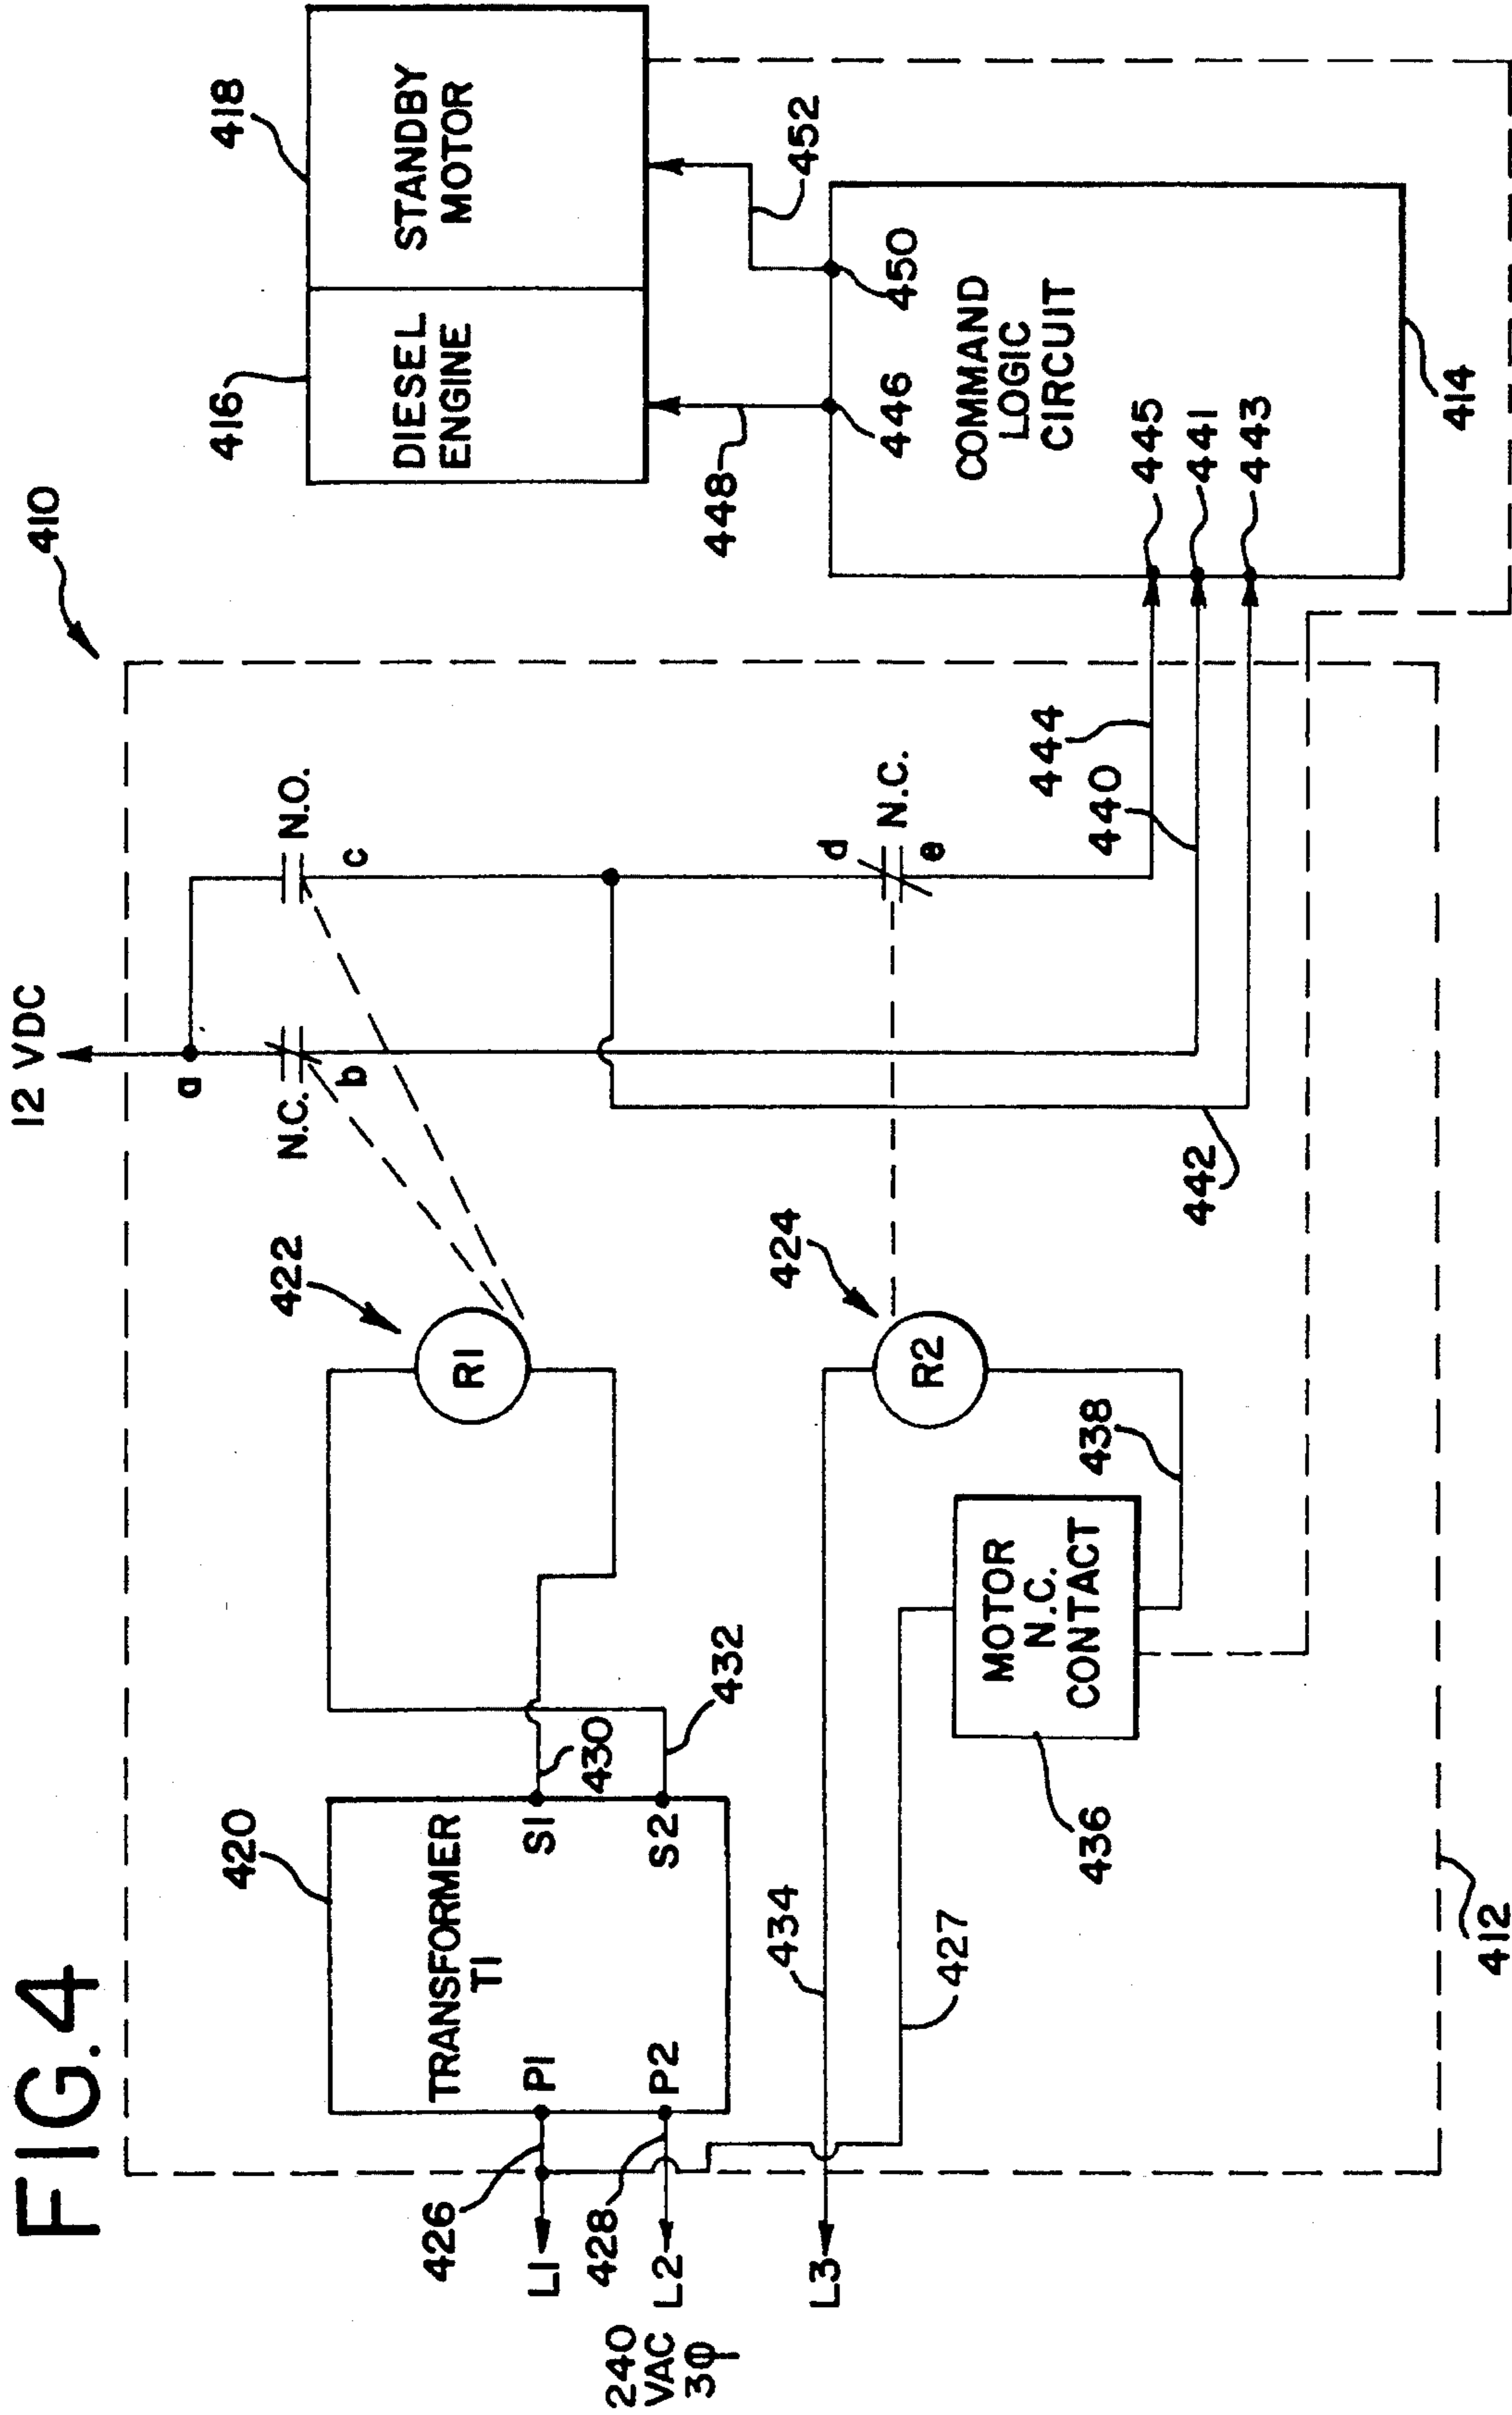 FIG. 4
410
12 VDC
418
416
STANDBY
MOTOR
DIESEL
ENGINE
a
N.C.
b
N.O.
c
422
R1
420
TRANSFORMER
T1
P1
S1
P2
S2
430
432
426
L1
428
L2
240
VAC
3Φ
L3
434
427
424
R2
d
N.C.
e
448
452
446
450
COMMAND
LOGIC
CIRCUIT
445
441
443
414
444
440
442
438
MOTOR
N.C.
CONTACT
436
412